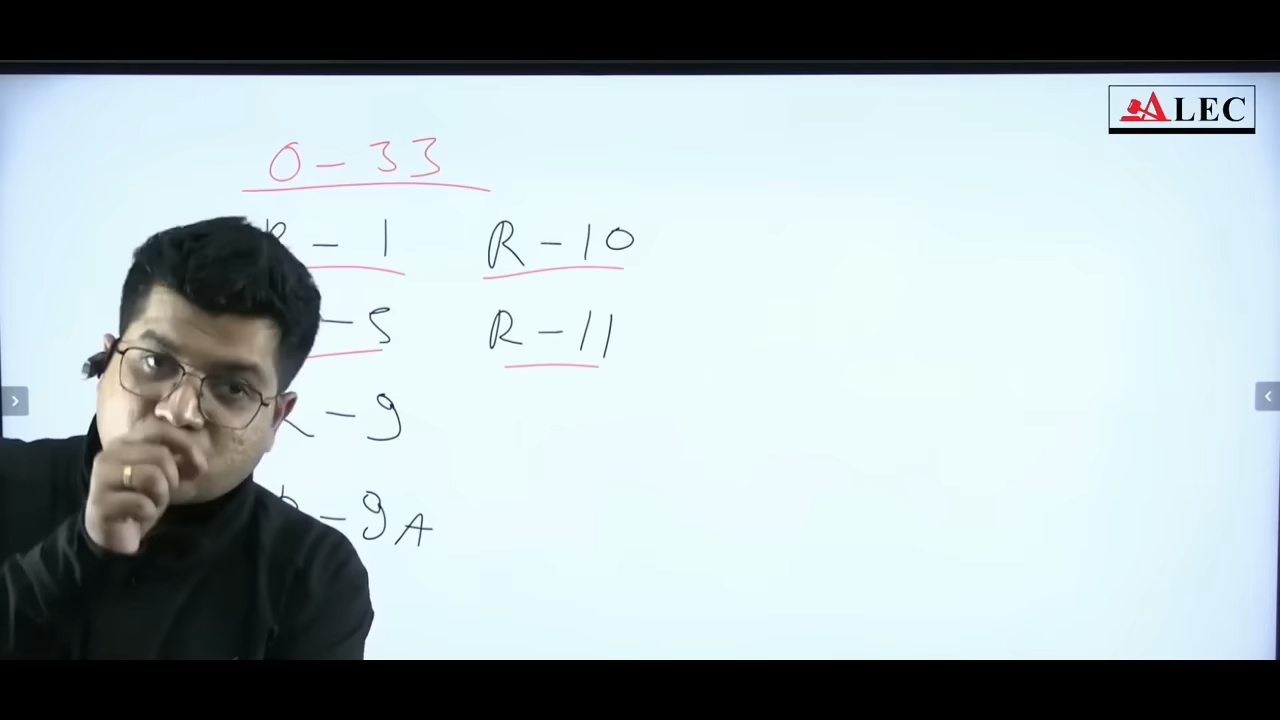 ALEC
O - 33
R - 1 R - 10
- 5 R - 11
R - 9
R - 9A